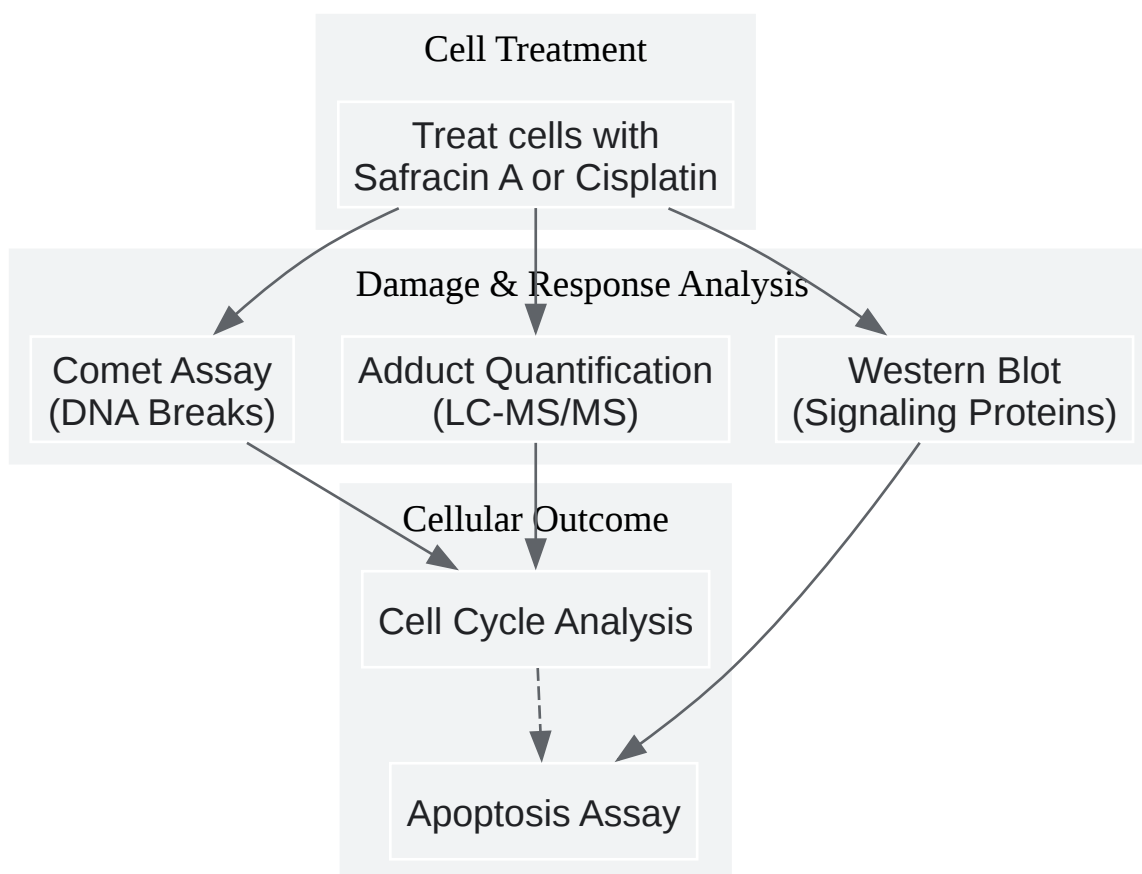 Cell Treatment
Treat cells with
Safracin A or Cisplatin
Damage & Response Analysis
Comet Assay
(DNA Breaks)
Adduct Quantification
(LC-MS/MS)
Western Blot
(Signaling Proteins)
Cellular Outcome
Cell Cycle Analysis
Apoptosis Assay